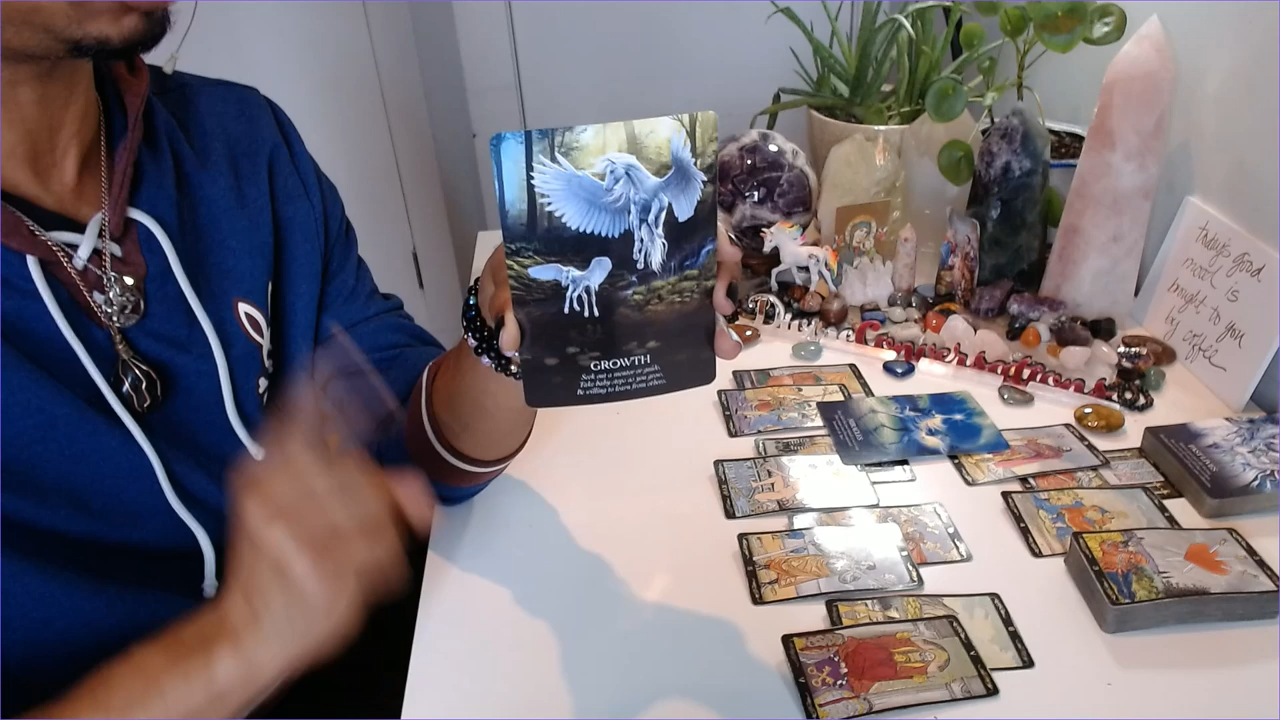 GROWTH
Seek out a mentor or guide.
Take baby steps as you grow.
Be willing to learn from others.
Divine Conversations
today's good
mood is
bought to you
by coffee